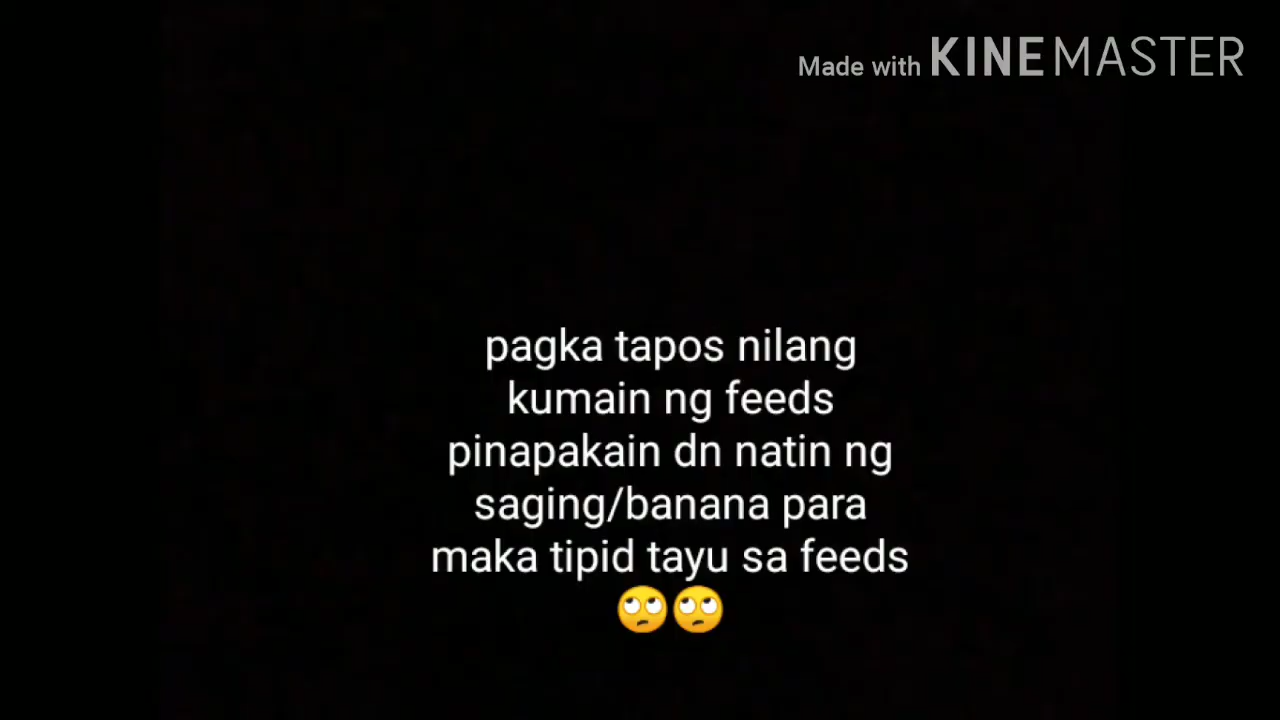 Made with KINEMASTER
pagka tapos nilang
kumain ng feeds
pinapakain dn natin ng
saging/banana para
maka tipid tayu sa feeds
🙄🙄